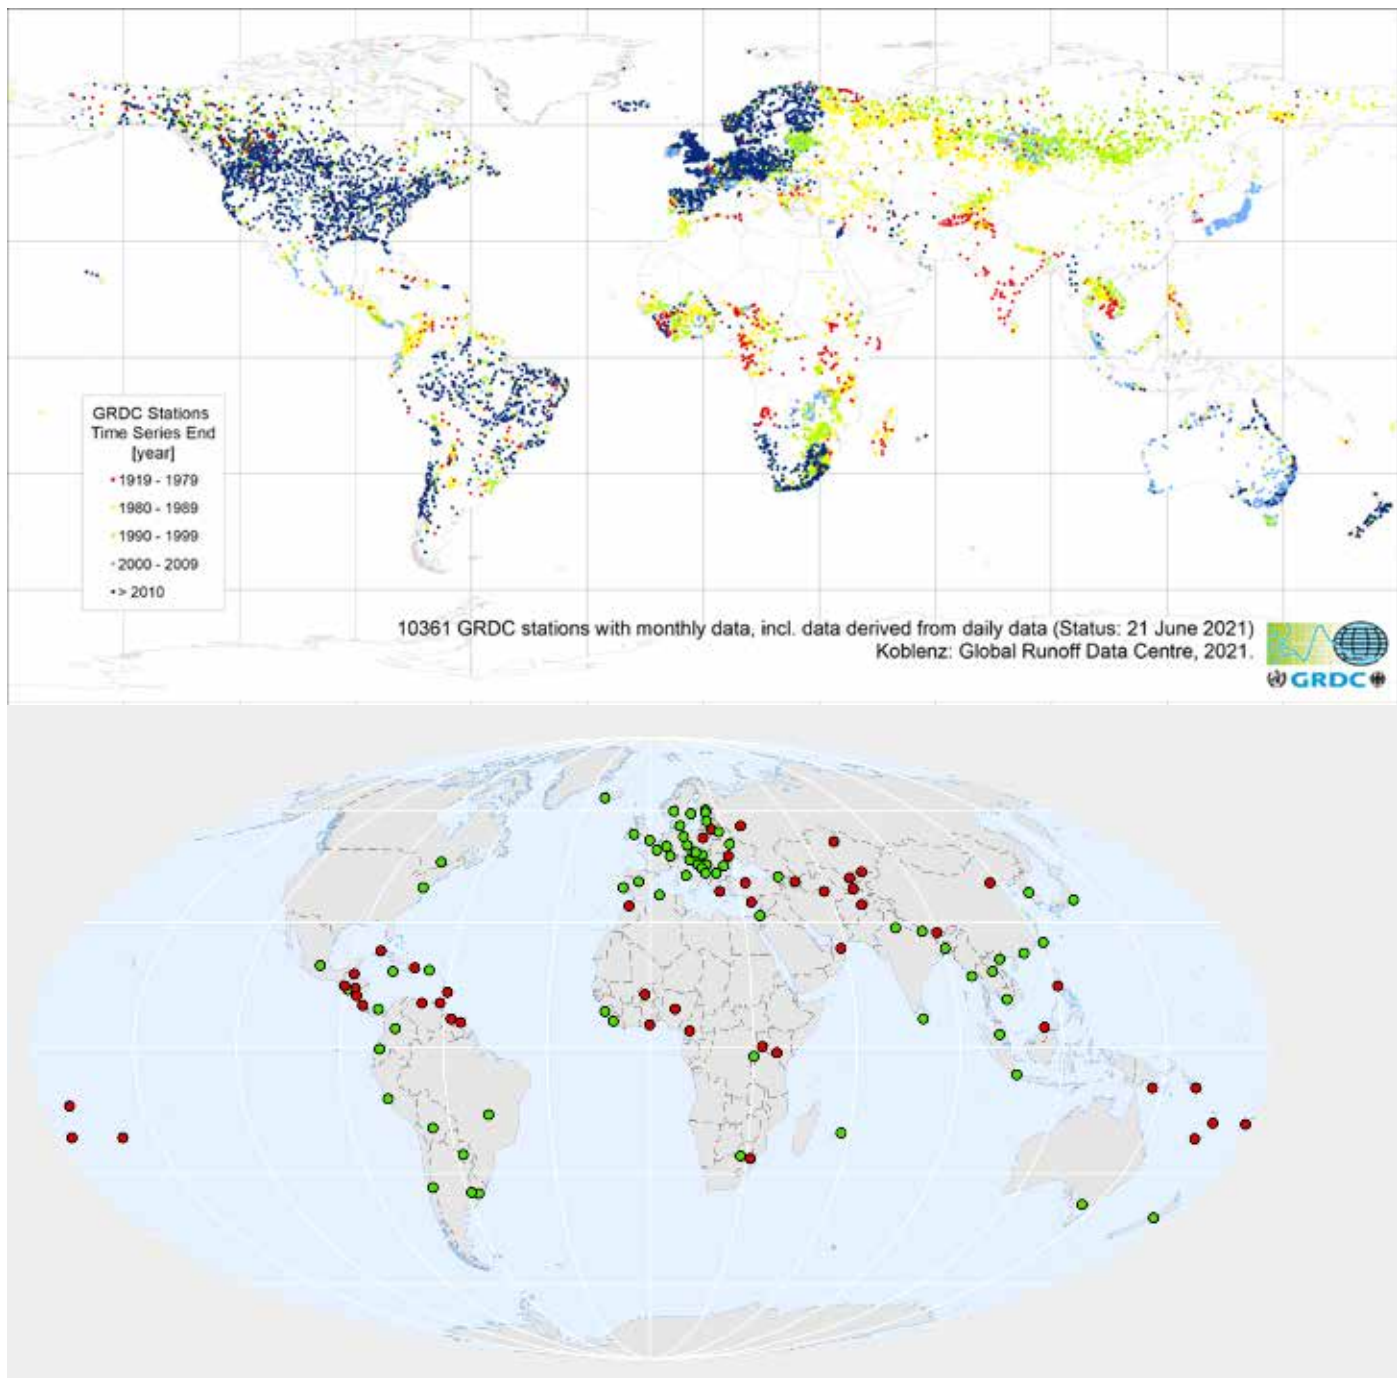 GRDC Stations
Time Series End
[year]
1919 - 1979
1980 - 1989
1990 - 1999
2000 - 2009
> 2010
10361 GRDC stations with monthly data, incl. data derived from daily data (Status: 21 June 2021)
Koblenz: Global Runoff Data Centre, 2021.
GRDC